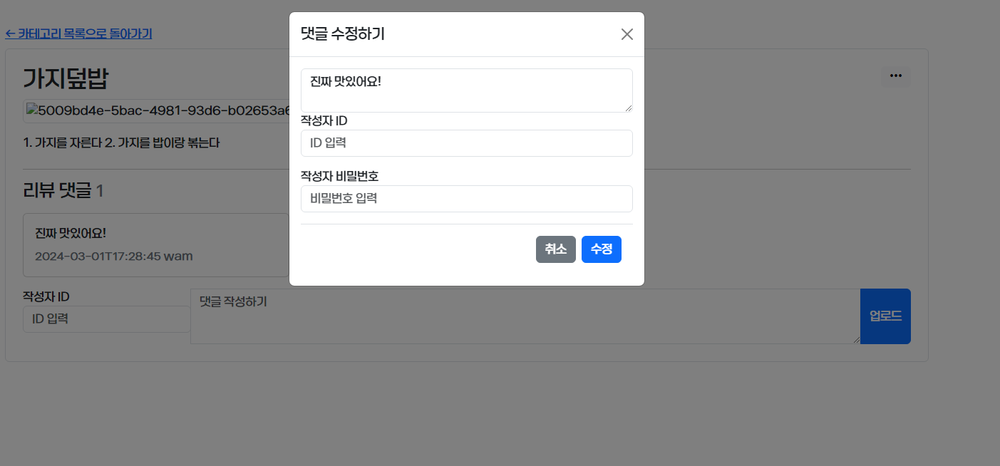 ← 카테고리 목록으로 돌아가기
가지덮밥
•••
5009bd4e-5bac-4981-93d6-b02653a6
1. 가지를 자른다 2. 가지를 밥이랑 볶는다
리뷰 댓글 1
진짜 맛있어요!
2024-03-01T17:28:45 wam
작성자 ID
ID 입력
댓글 작성하기
업로드
댓글 수정하기
진짜 맛있어요!
작성자 ID
ID 입력
작성자 비밀번호
비밀번호 입력
취소 수정